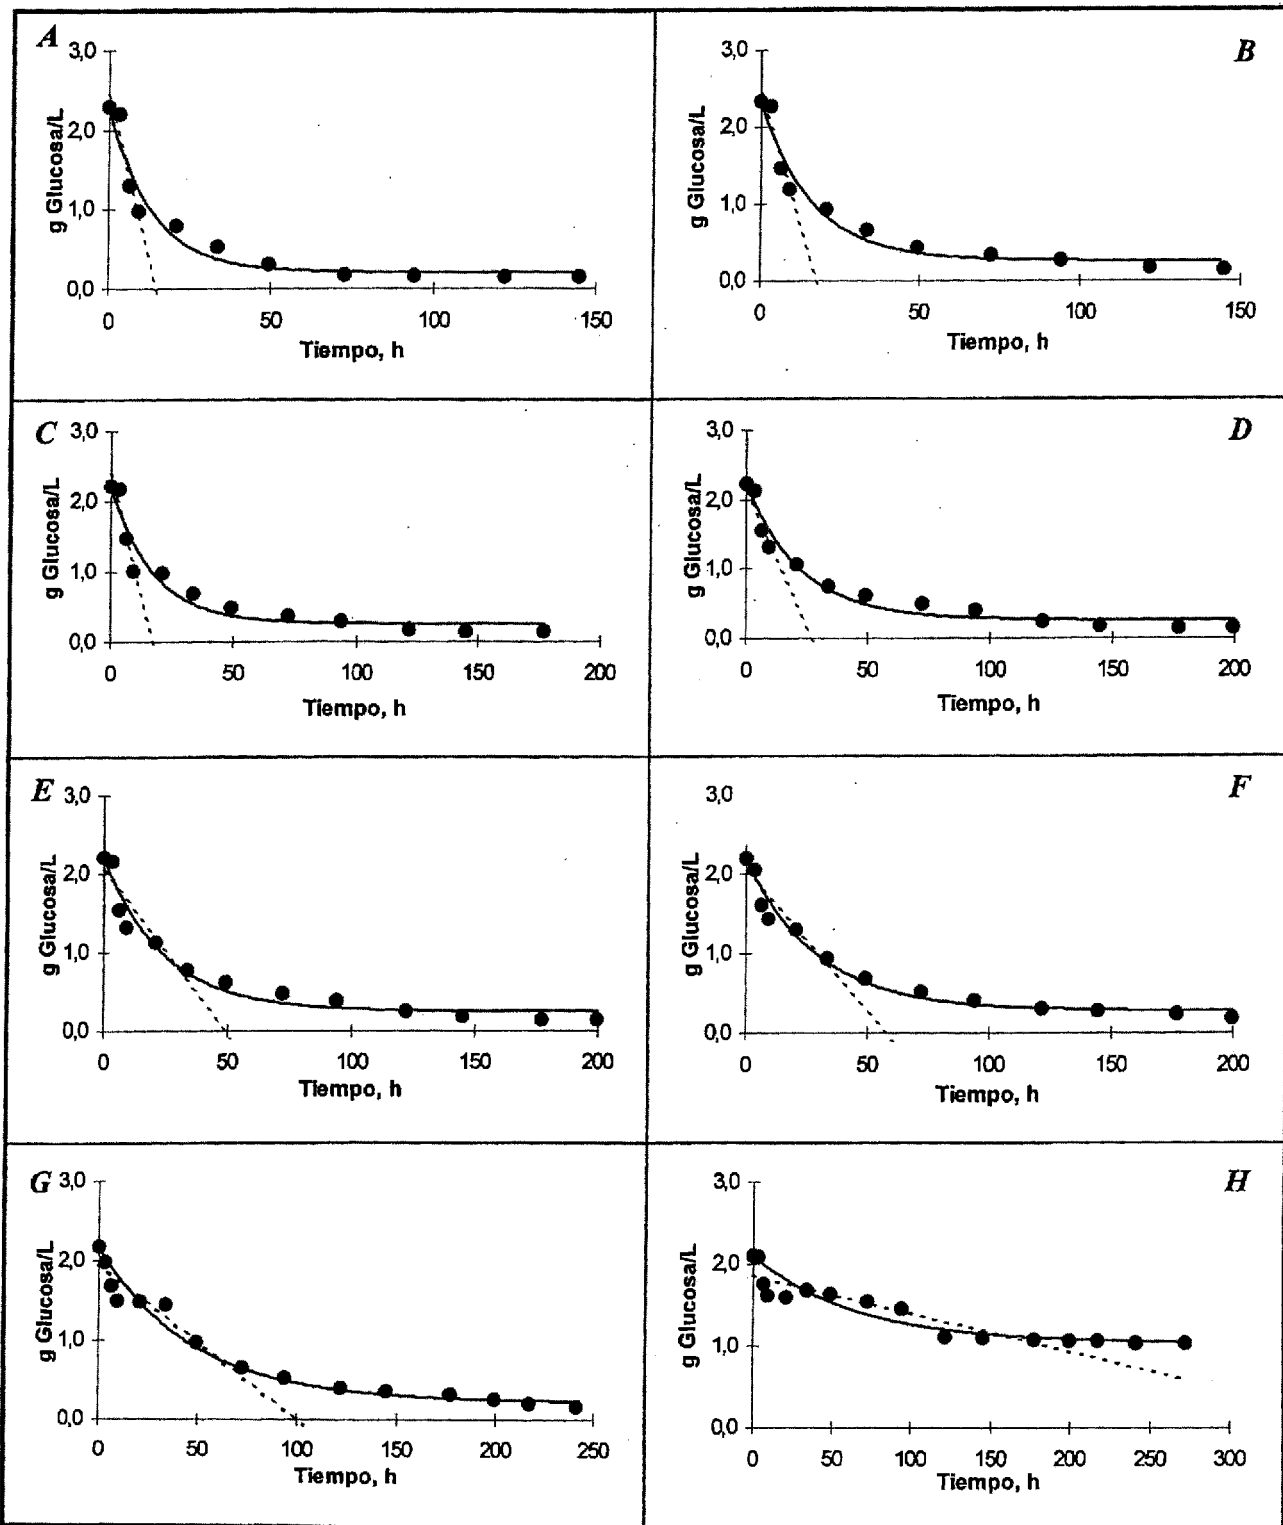 A
3,0
2,0
1,0
0,0
g Glucosa/L
0 50 100 150
Tiempo, h
B
3,0
2,0
1,0
0,0
g Glucosa/L
0 50 100 150
Tiempo, h
C
3,0
2,0
1,0
0,0
g Glucosa/L
0 50 100 150 200
Tiempo, h
D
3,0
2,0
1,0
0,0
g Glucosa/L
0 50 100 150 200
Tiempo, h
E
3,0
2,0
1,0
0,0
g Glucosa/L
0 50 100 150 200
Tiempo, h
F
3,0
2,0
1,0
0,0
g Glucosa/L
0 50 100 150 200
Tiempo, h
G
3,0
2,0
1,0
0,0
g Glucosa/L
0 50 100 150 200 250
Tiempo, h
H
3,0
2,0
1,0
0,0
g Glucosa/L
0 50 100 150 200 250 300
Tiempo, h